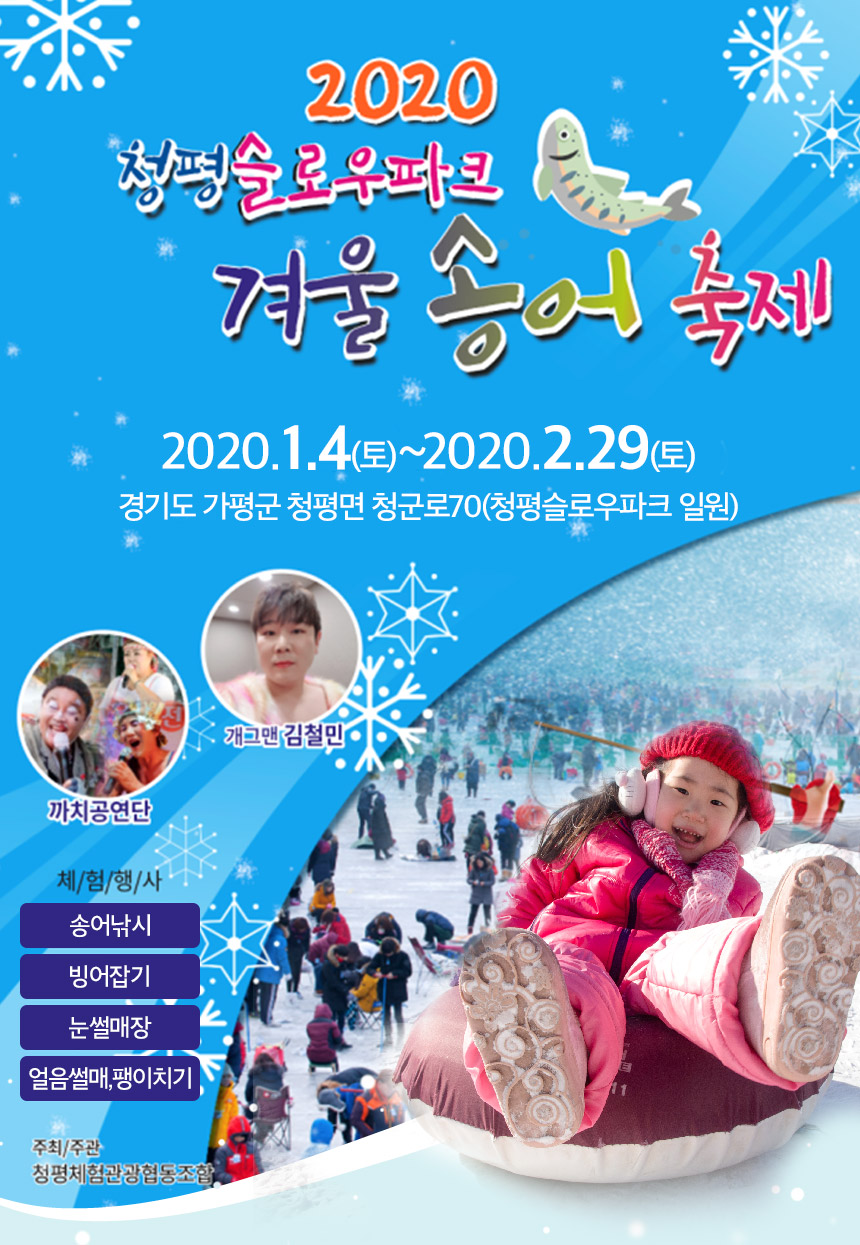 2020
청평슬로우파크
겨울 송어 축제
2020.1.4(토)~2020.2.29(토)
경기도 가평군 청평면 청군로70(청평슬로우파크 일원)
개그맨 김철민
까치공연단
체/험/행/사
송어낚시
빙어잡기
눈썰매장
얼음썰매,팽이치기
주최/주관
청평체험관광협동조합
11